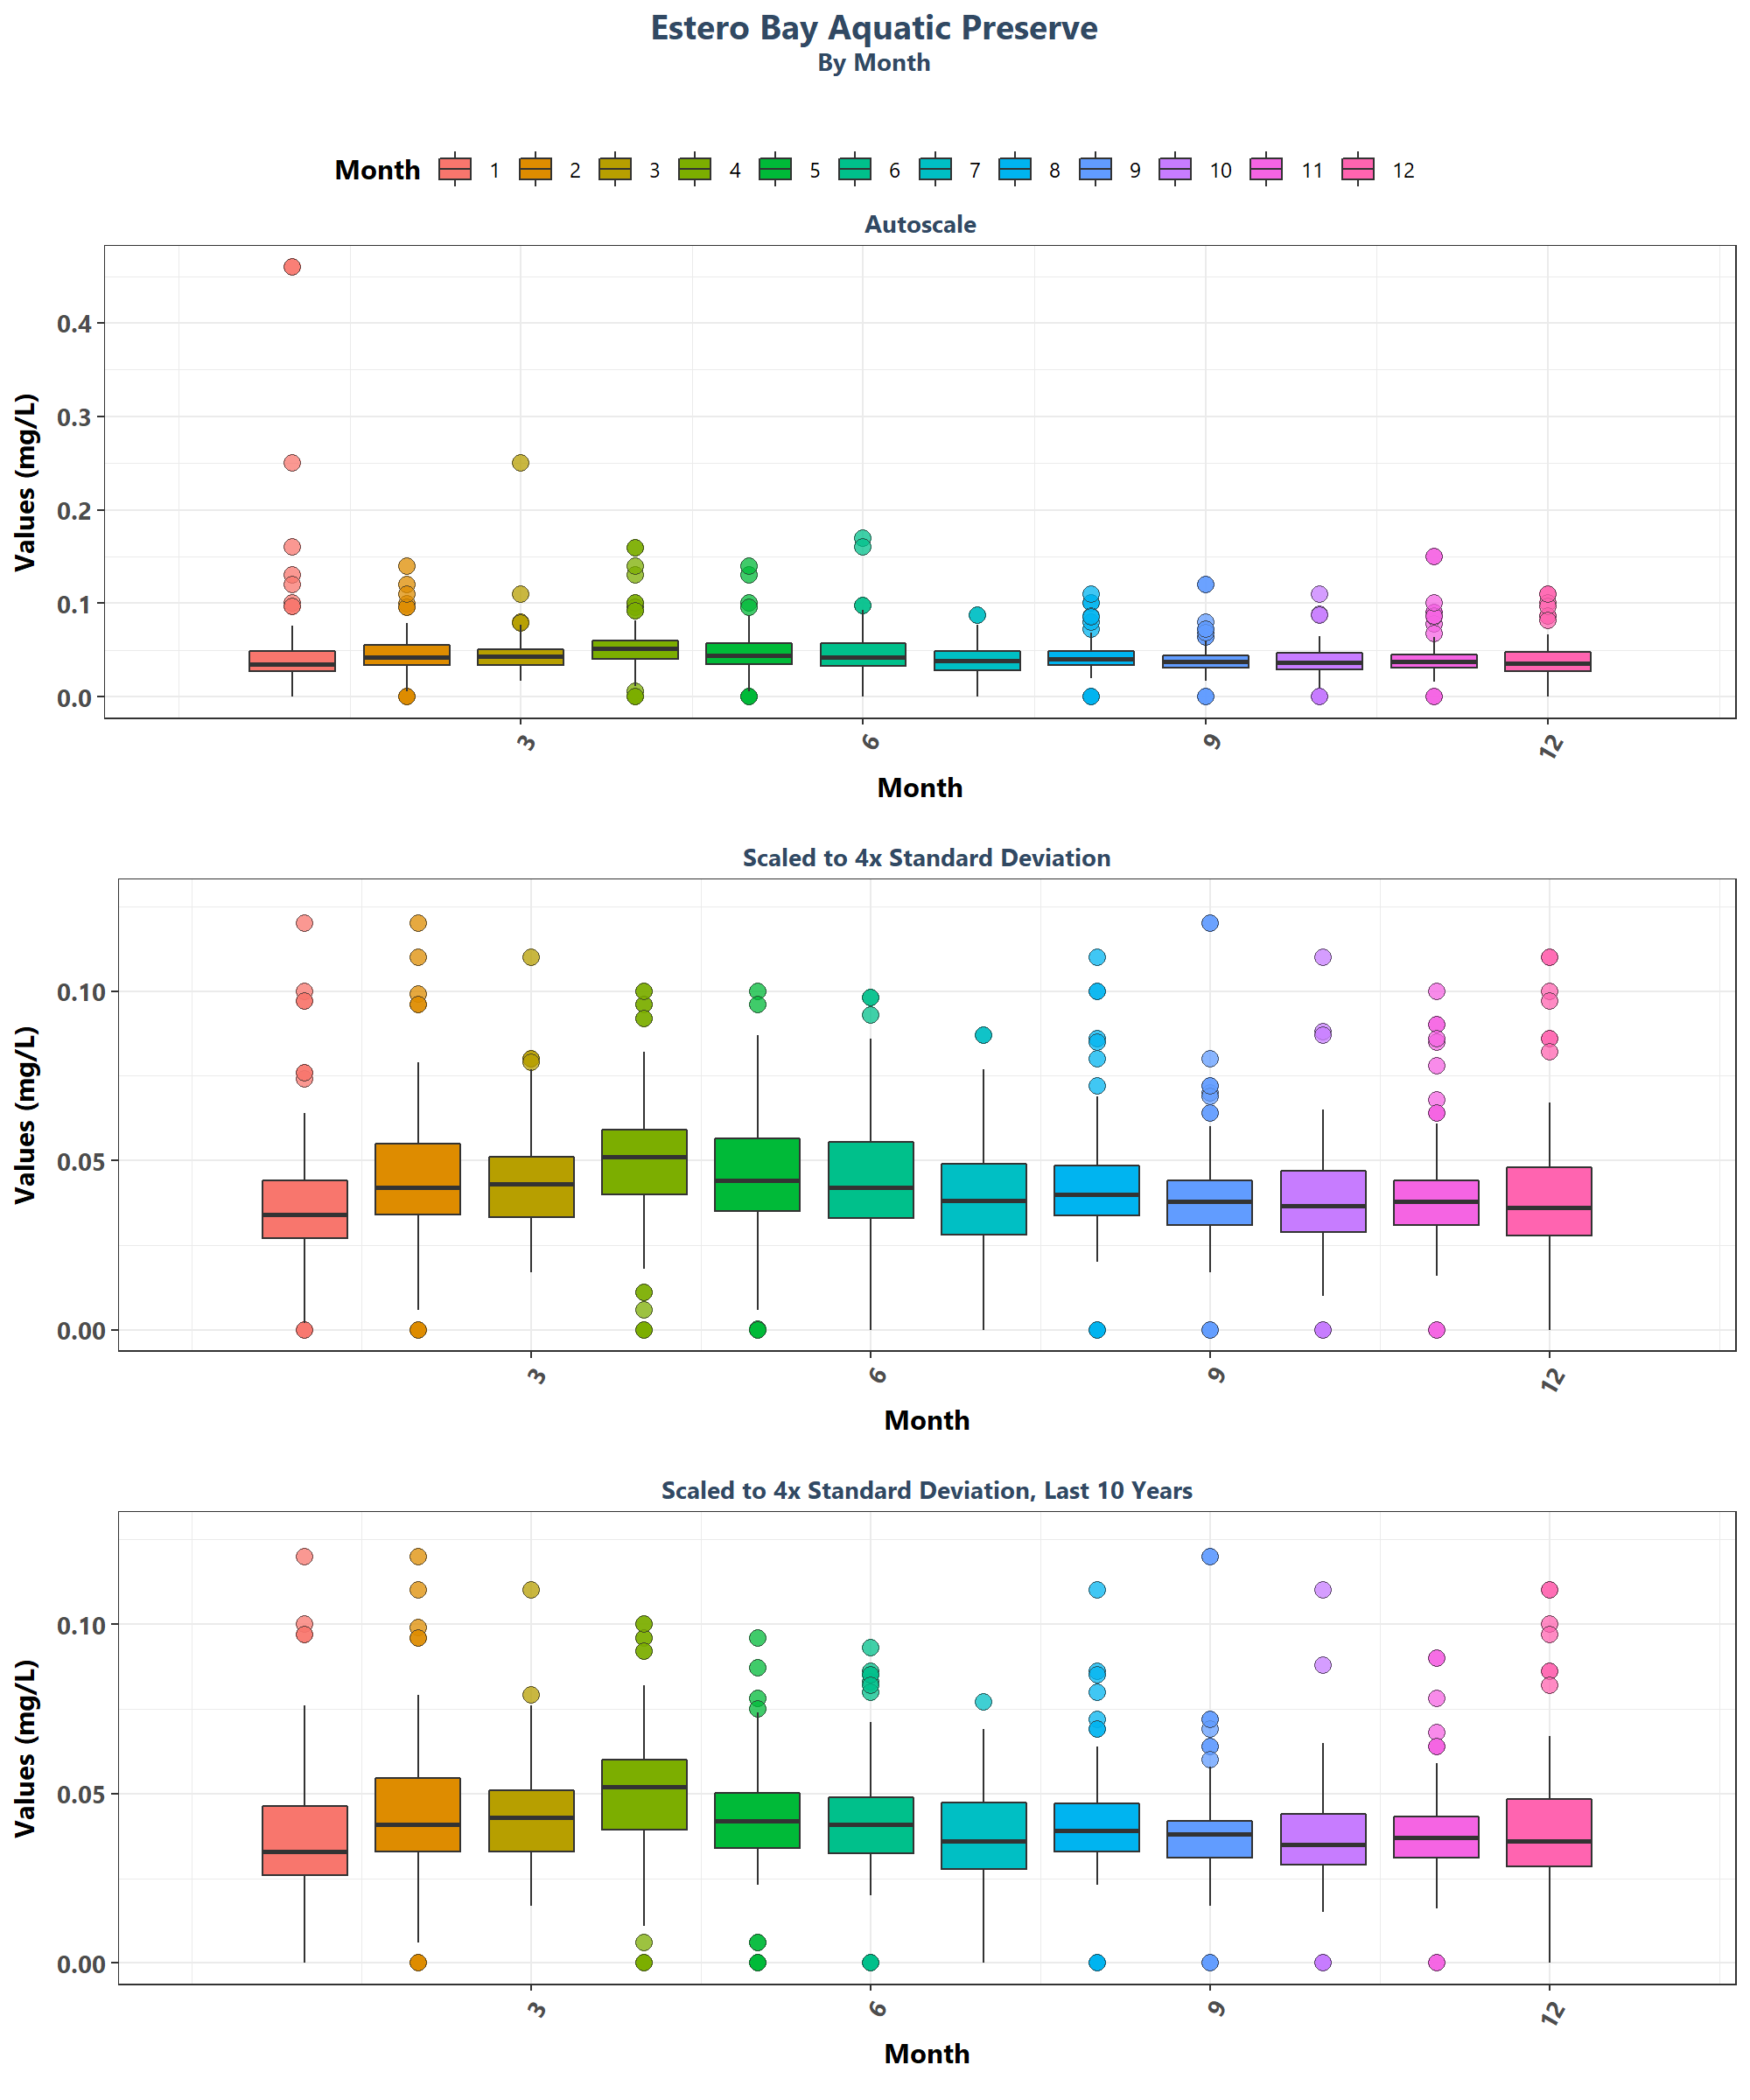 Estero Bay Aquatic Preserve
By Month
Month 1 2 3 4 5 6 7 8 9 10 11 12
Autoscale
Values (mg/L)
0.4
0.3
0.2
0.1
0.0
3 6 9 12
Month
Scaled to 4x Standard Deviation
Values (mg/L)
0.10
0.05
0.00
3 6 9 12
Month
Scaled to 4x Standard Deviation, Last 10 Years
Values (mg/L)
0.10
0.05
0.00
3 6 9 12
Month